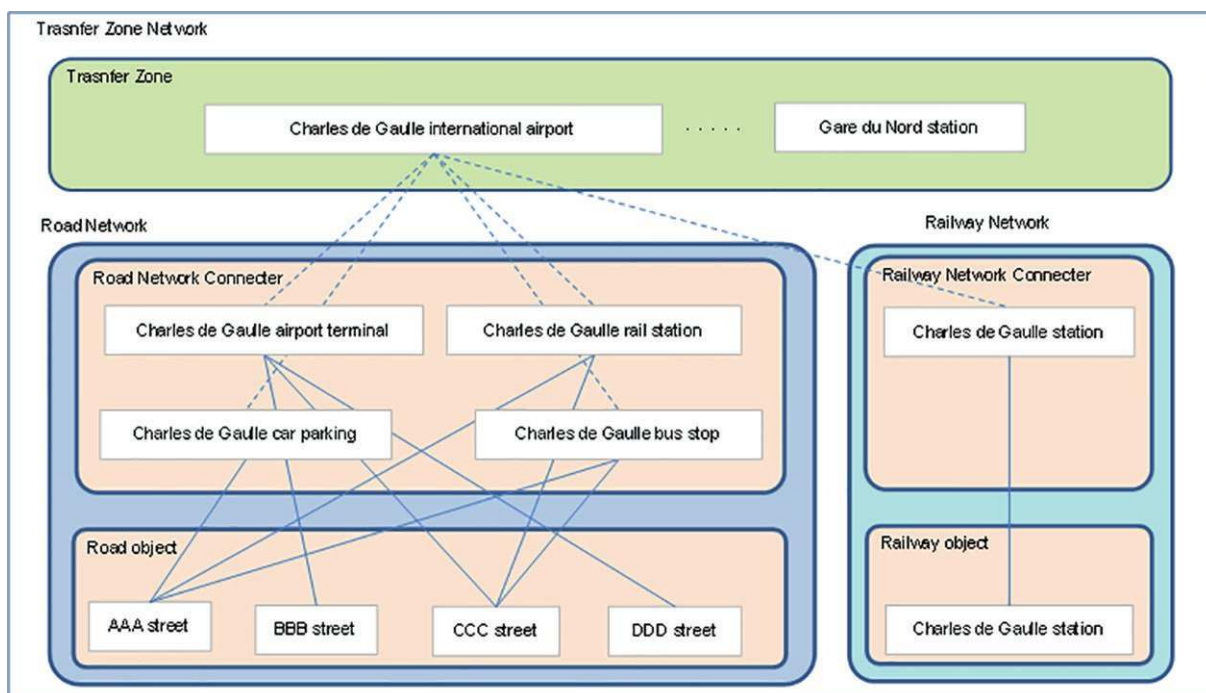 Trasnfer Zone Network
Trasnfer Zone
Charles de Gaulle international airport
. . . . .
Gare du Nord station
Road Network
Railway Network
Road Network Connecter
Railway Network Connecter
Charles de Gaulle airport terminal
Charles de Gaulle rail station
Charles de Gaulle station
Charles de Gaulle car parking
Charles de Gaulle bus stop
Road object
Railway object
AAA street
BBB street
CCC street
DDD street
Charles de Gaulle station